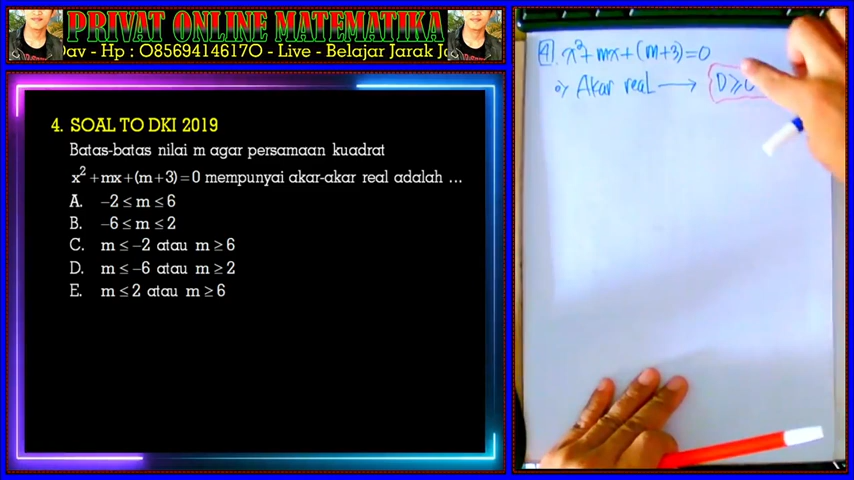 PRIVAT ONLINE MATEMATIKA
Dav - Hp : 085694146170 - Live - Belajar Jarak J
4. SOAL TO DKI 2019
Batas-batas nilai m agar persamaan kuadrat
x² + mx + (m + 3) = 0 mempunyai akar-akar real adalah ...
A. −2 ≤ m ≤ 6
B. −6 ≤ m ≤ 2
C. m ≤ −2 atau m ≥ 6
D. m ≤ −6 atau m ≥ 2
E. m ≤ 2 atau m ≥ 6
4. x² + mx + (m+3) = 0
Akar real → D ≥ 0